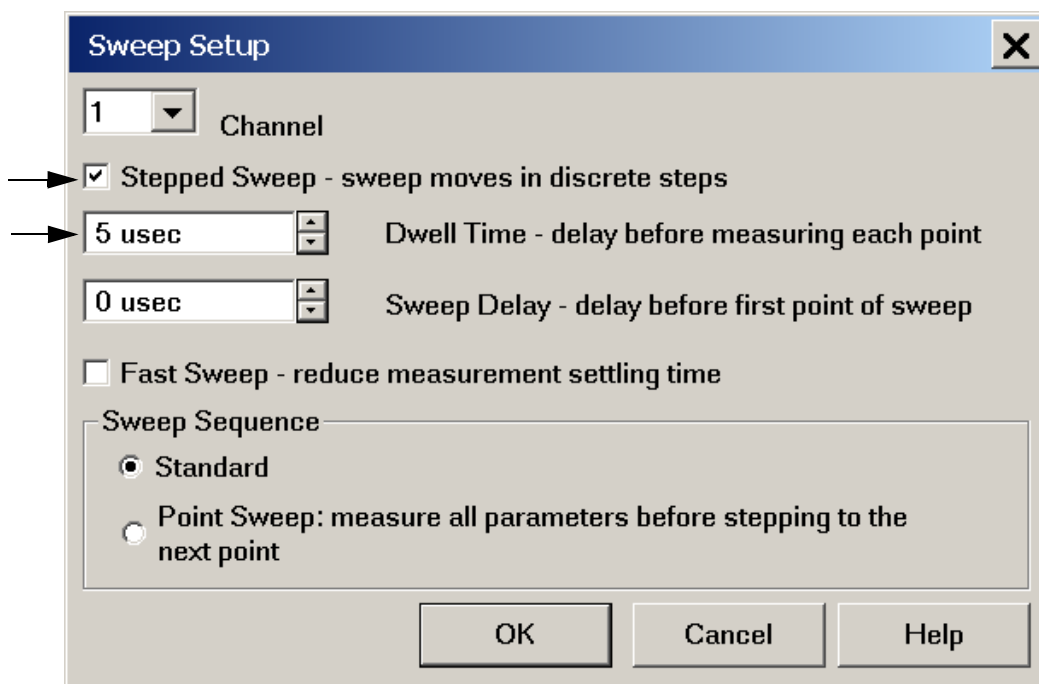 Sweep Setup
1
Channel
Stepped Sweep - sweep moves in discrete steps
5 usec
Dwell Time - delay before measuring each point
0 usec
Sweep Delay - delay before first point of sweep
Fast Sweep - reduce measurement settling time
Sweep Sequence
Standard
Point Sweep: measure all parameters before stepping to the
next point
OK
Cancel
Help